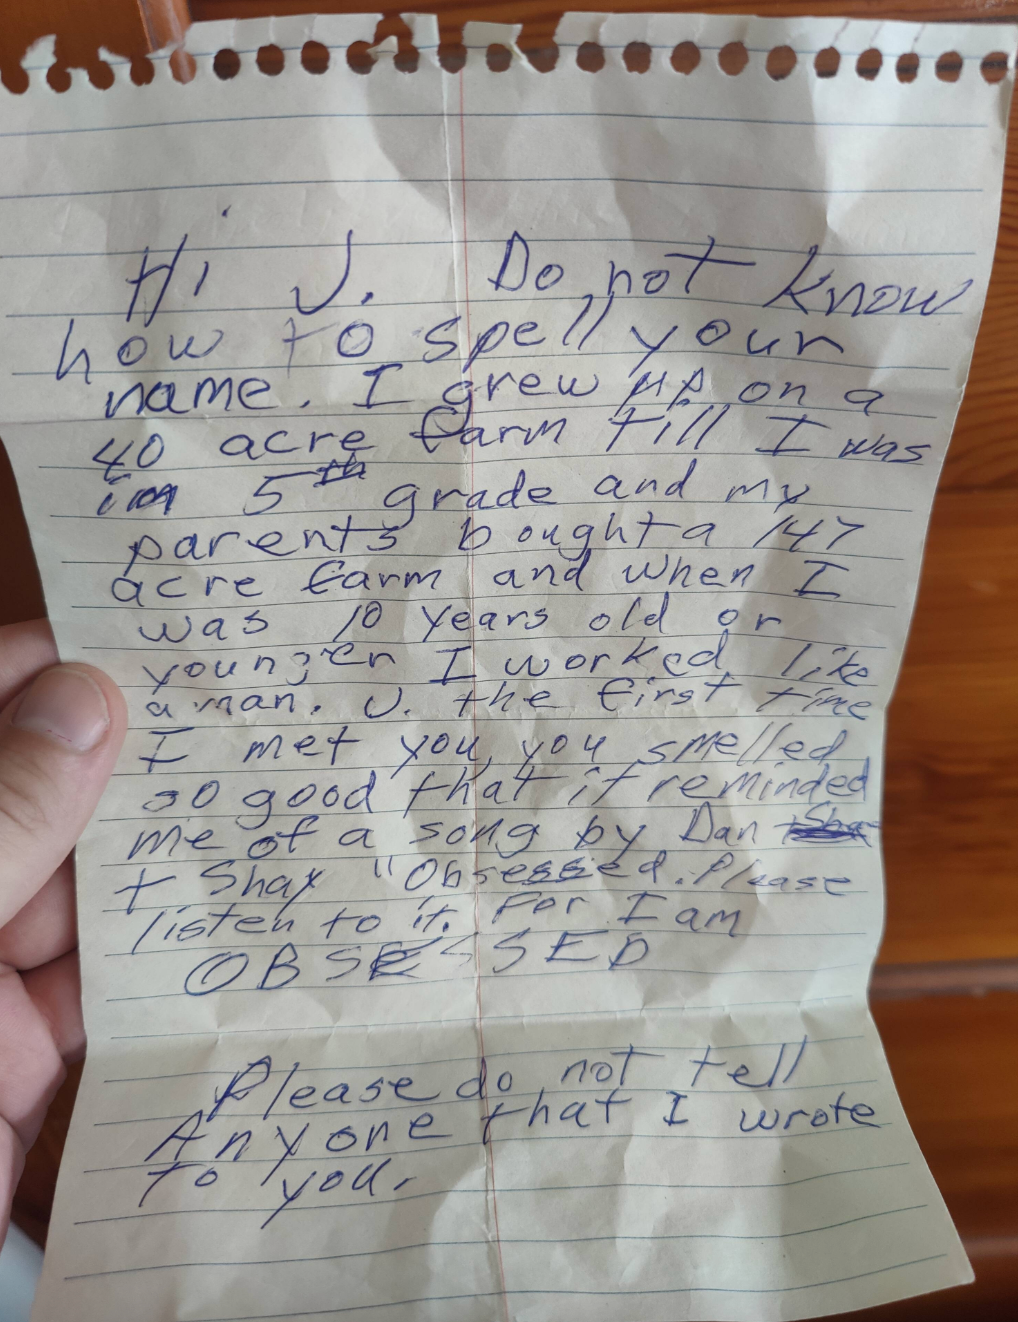 Hi J. Do not know
how to spell your
name. I grew up on a
40 acre farm till I was
in 5th grade and my
parents bought a 147
acre farm and when I
was 10 years old or
younger I worked like
a man. J. the first time
I met you, you smelled
so good that it reminded
me of a song by Dan
+ Shay "Obsessed. Please
listen to it. For I am
OBSESSED
Please do not tell
Anyone that I wrote
to you.